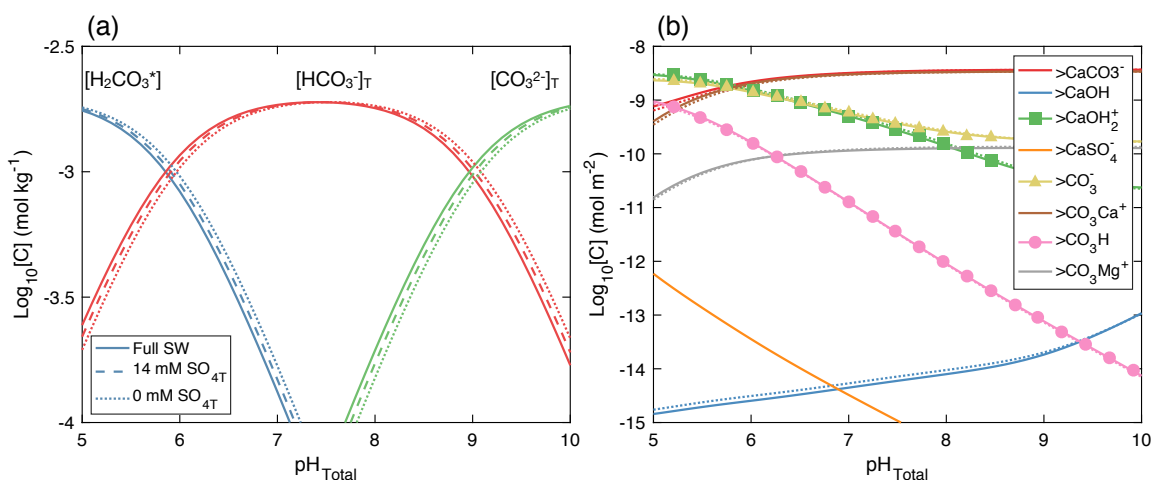 (a)
-2.5
[H₂CO₃*] [HCO₃⁻]T [CO₃²⁻]T
-3
-3.5
-4
Log₁₀[C] (mol kg⁻¹)
Full SW
14 mM SO₄T
0 mM SO₄T
5 6 7 8 9 10
pH_Total
(b)
-8
-9
-10
-11
-12
-13
-14
-15
Log₁₀[C] (mol m⁻²)
>CaCO3⁻
>CaOH
>CaOH₂⁺
>CaSO₄⁻
>CO₃⁻
>CO₃Ca⁺
>CO₃H
>CO₃Mg⁺
5 6 7 8 9 10
pH_Total